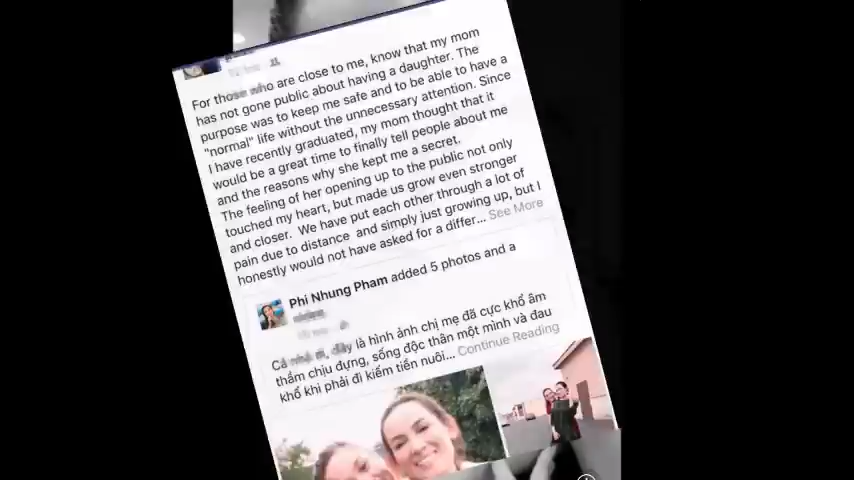 For those who are close to me, know that my mom
has not gone public about having a daughter. The
purpose was to keep me safe and to be able to have a
"normal" life without the unnecessary attention. Since
I have recently graduated, my mom thought that it
would be a great time to finally tell people about me
and the reasons why she kept me a secret.
The feeling of her opening up to the public not only
touched my heart, but made us grow even stronger
and closer. We have put each other through a lot of
pain due to distance and simply just growing up, but I
honestly would not have asked for a differ... See More
Phi Nhung Pham added 5 photos and a
Cả nhà ơi, đây là hình ảnh chị mẹ đã cực khổ âm
thầm chịu đựng, sống độc thân một mình và đau
khổ khi phải đi kiếm tiền nuôi... Continue Reading